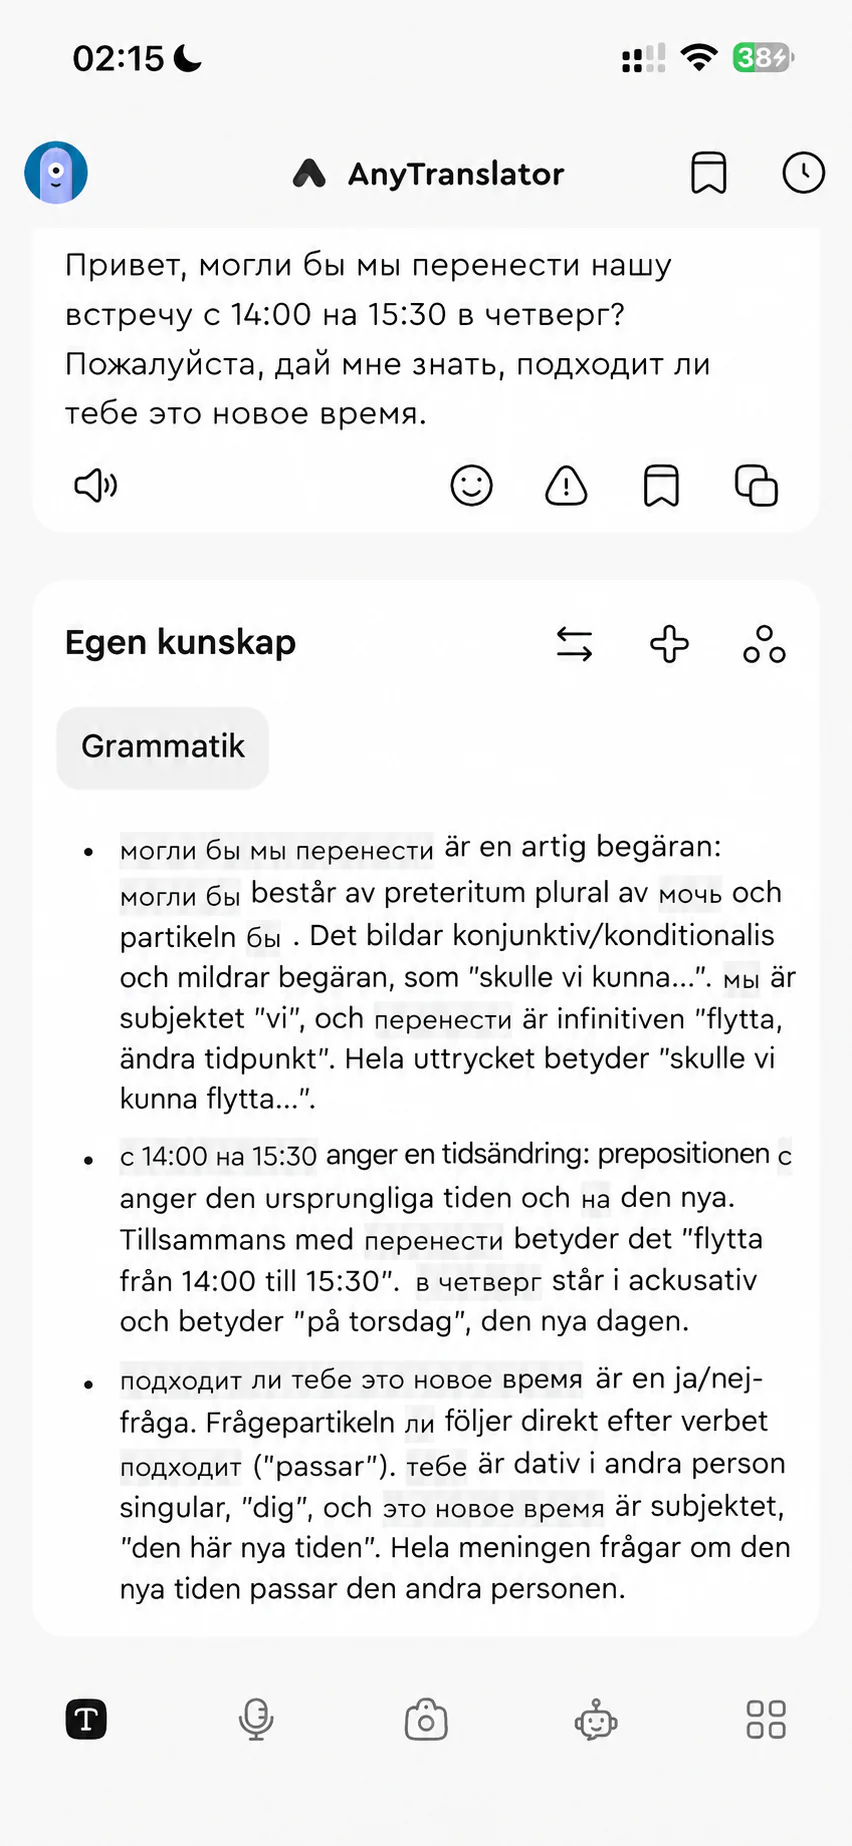 02:15
38
AnyTranslator
Привет, могли бы мы перенести нашу
встречу с 14:00 на 15:30 в четверг?
Пожалуйста, дай мне знать, подходит ли
тебе это новое время.
Egen kunskap
Grammatik
• могли бы мы перенести är en artig begäran:
могли бы består av preteritum plural av мочь och
partikeln бы . Det bildar konjunktiv/konditionalis
och mildrar begäran, som "skulle vi kunna...". мы är
subjektet "vi", och перенести är infinitiven "flytta,
ändra tidpunkt". Hela uttrycket betyder "skulle vi
kunna flytta...".
• с 14:00 на 15:30 anger en tidsändring: prepositionen с
anger den ursprungliga tiden och на den nya.
Tillsammans med перенести betyder det "flytta
från 14:00 till 15:30". в четверг står i ackusativ
och betyder "på torsdag", den nya dagen.
• подходит ли тебе это новое время är en ja/nej-
fråga. Frågepartikeln ли följer direkt efter verbet
подходит ("passar"). тебе är dativ i andra person
singular, "dig", och это новое время är subjektet,
"den här nya tiden". Hela meningen frågar om den
nya tiden passar den andra personen.